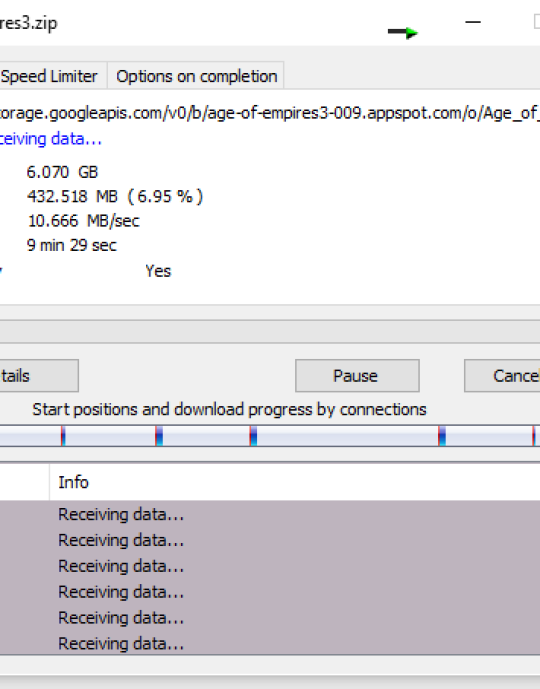 res3.zip
Speed Limiter Options on completion
orage.googleapis.com/v0/b/age-of-empires3-009.appspot.com/o/Age_of_
ceiving data...
6.070 GB
432.518 MB ( 6.95 % )
10.666 MB/sec
9 min 29 sec
Yes
tails Pause Cance
Start positions and download progress by connections
Info
Receiving data...
Receiving data...
Receiving data...
Receiving data...
Receiving data...
Receiving data...